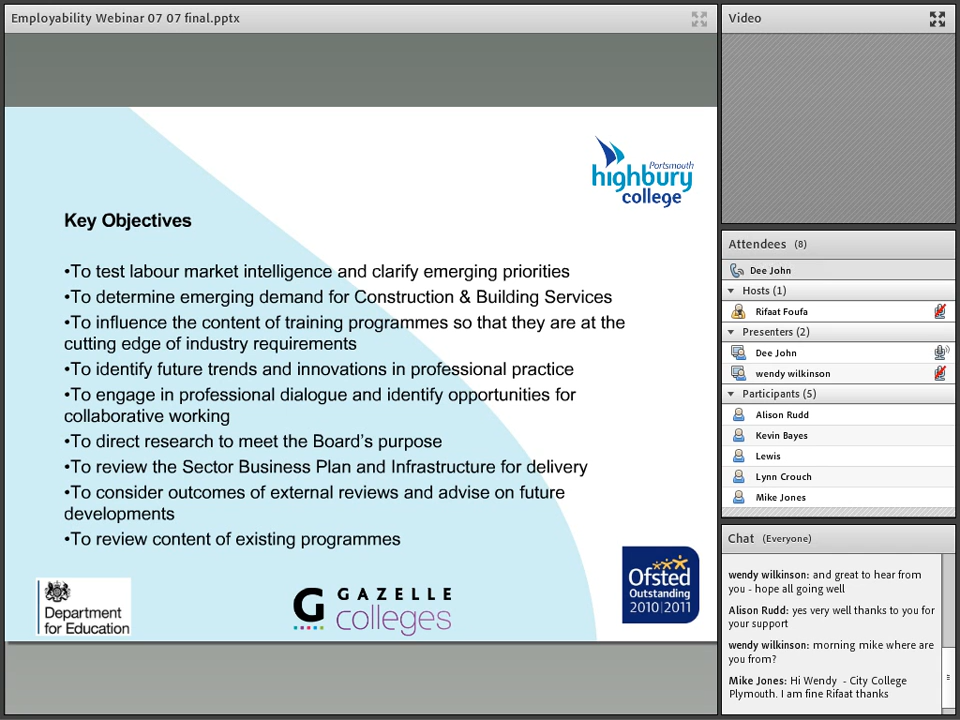 Employability Webinar 07 07 final.pptx
Portsmouth
highbury
college
Key Objectives
•To test labour market intelligence and clarify emerging priorities
•To determine emerging demand for Construction & Building Services
•To influence the content of training programmes so that they are at the
cutting edge of industry requirements
•To identify future trends and innovations in professional practice
•To engage in professional dialogue and identify opportunities for
collaborative working
•To direct research to meet the Board's purpose
•To review the Sector Business Plan and Infrastructure for delivery
•To consider outcomes of external reviews and advise on future
developments
•To review content of existing programmes
Department
for Education
G GAZELLE
colleges
Ofsted
Outstanding
2010|2011
Video
Attendees (8)
Dee John
Hosts (1)
Rifaat Foufa
Presenters (2)
Dee John
wendy wilkinson
Participants (5)
Alison Rudd
Kevin Bayes
Lewis
Lynn Crouch
Mike Jones
Chat (Everyone)
wendy wilkinson: and great to hear from
you - hope all going well
Alison Rudd: yes very well thanks to you for
your support
wendy wilkinson: morning mike where are
you from?
Mike Jones: Hi Wendy - City College
Plymouth. I am fine Rifaat thanks